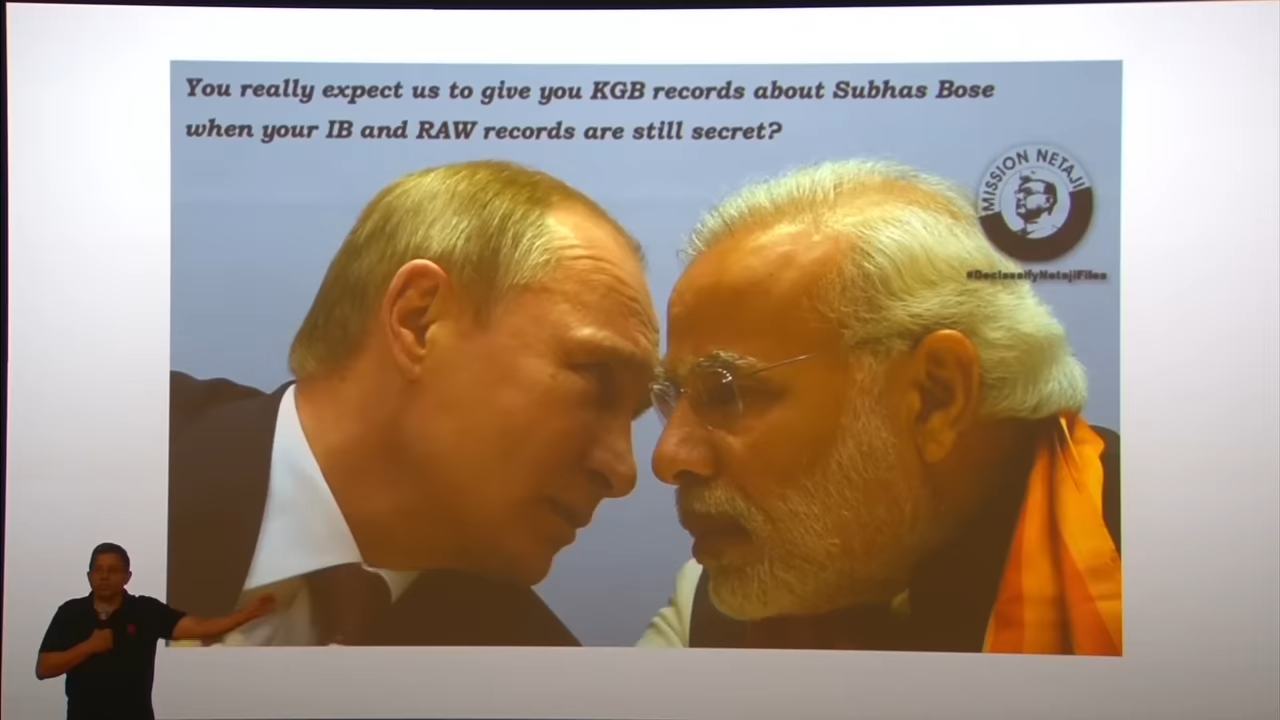 You really expect us to give you KGB records about Subhas Bose
when your IB and RAW records are still secret?
MISSION NETAJI
#DeclassifyNetajiFiles